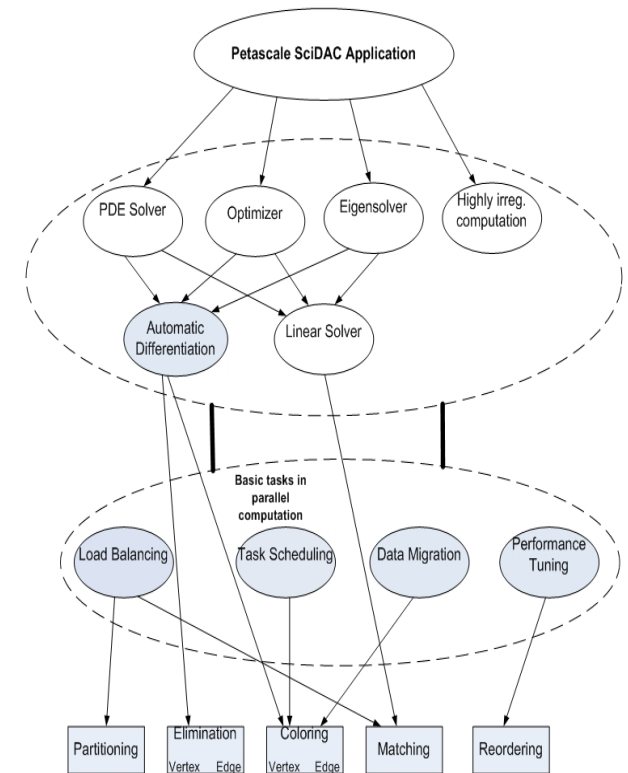 Petascale SciDAC Application
PDE Solver
Optimizer
Eigensolver
Highly irreg.
computation
Automatic
Differentiation
Linear Solver
Basic tasks in
parallel
computation
Load Balancing
Task Scheduling
Data Migration
Performance
Tuning
Partitioning
Elimination
Vertex Edge
Coloring
Vertex Edge
Matching
Reordering